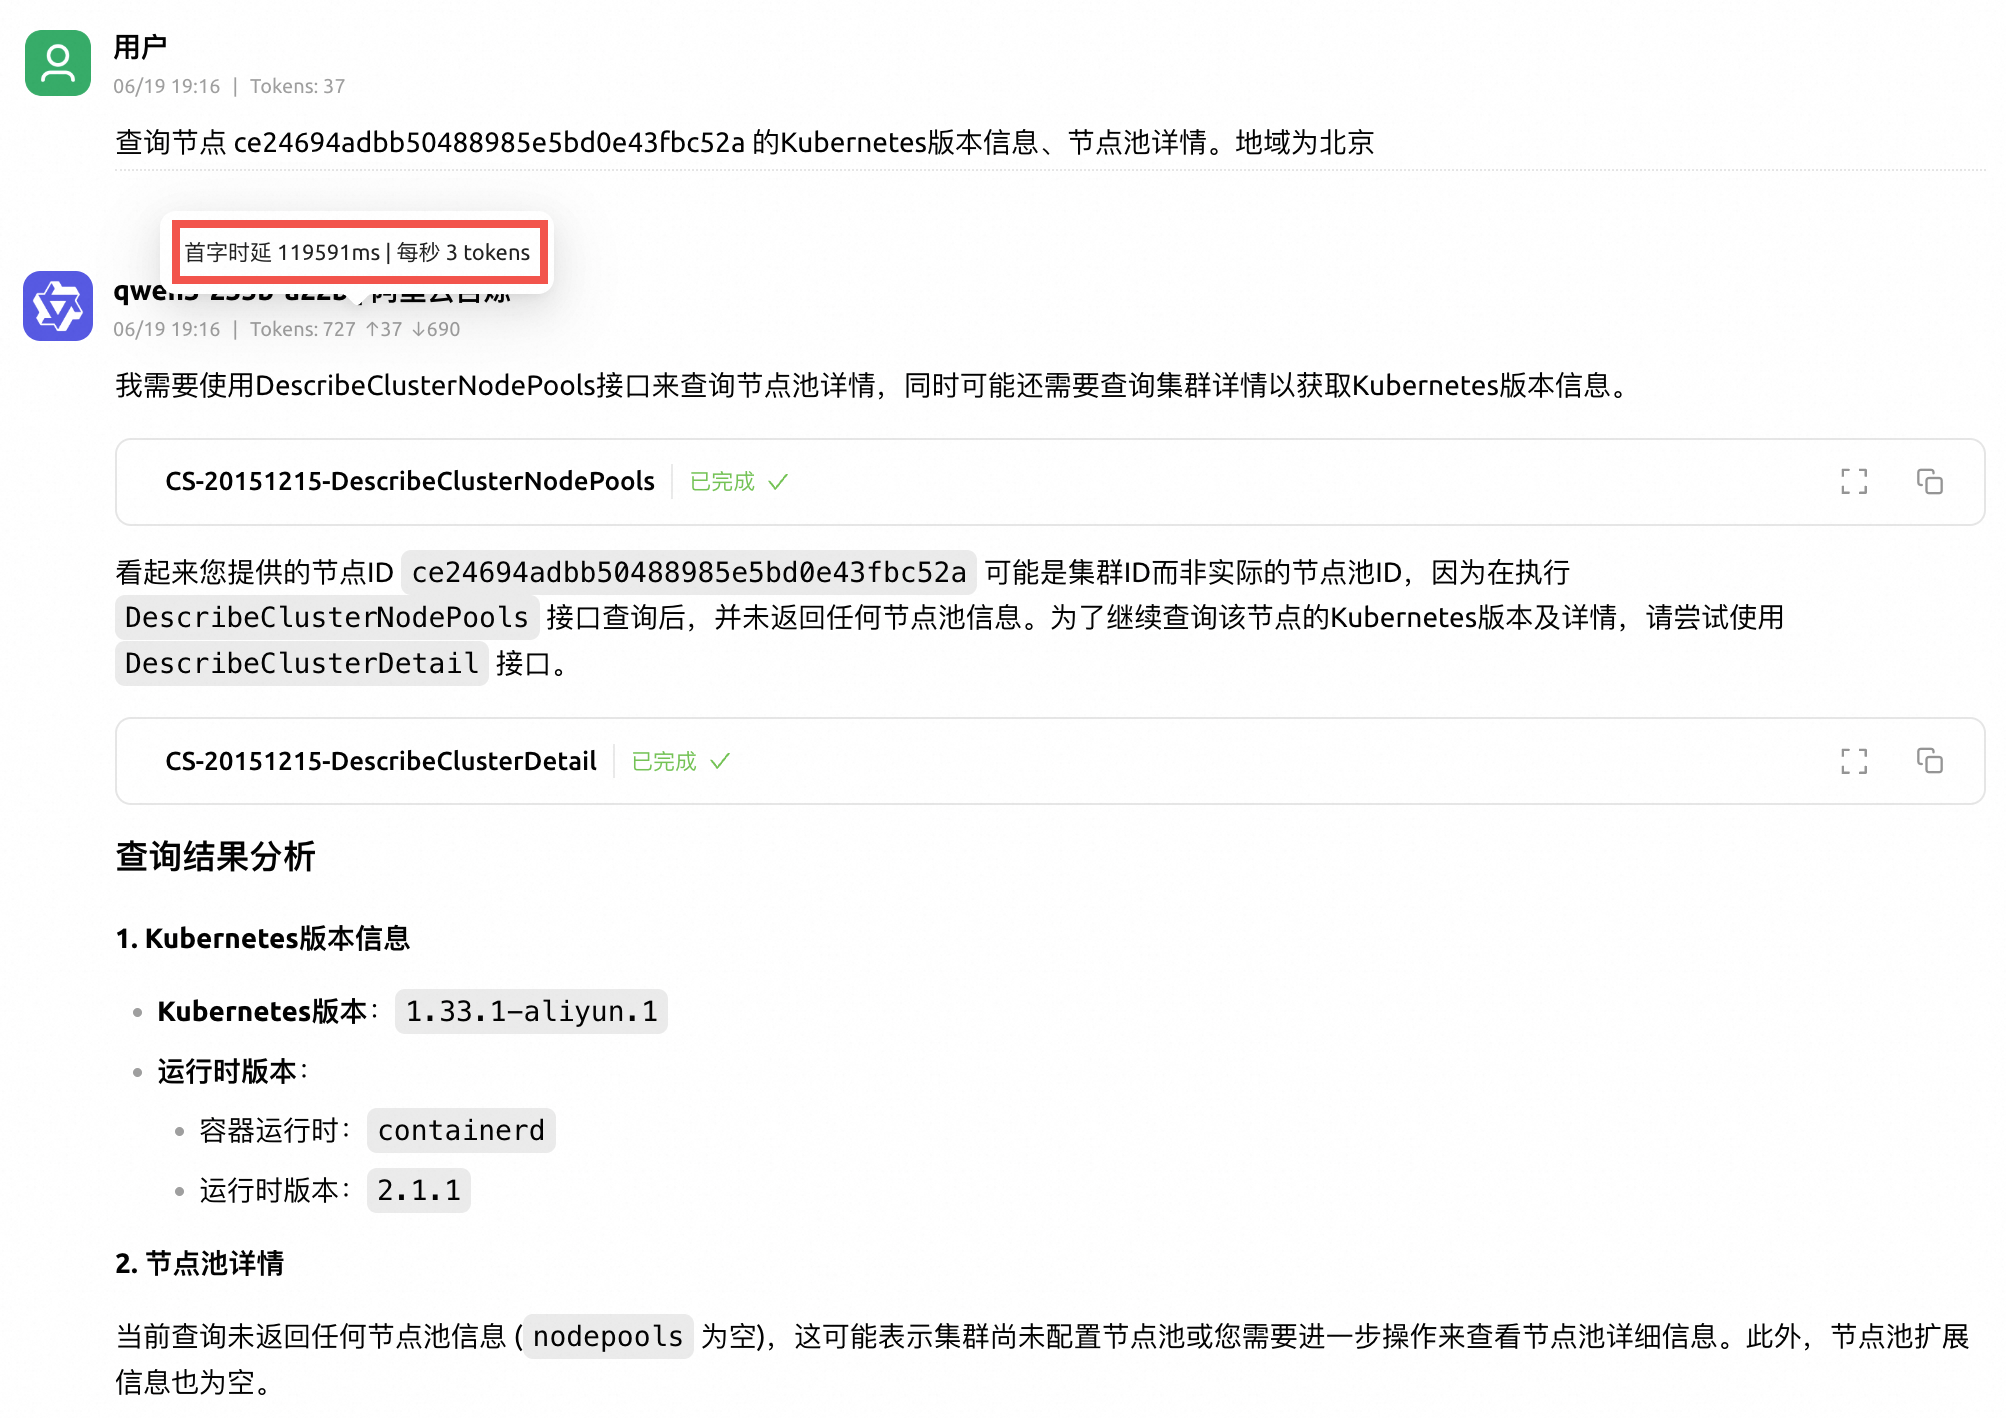 用户
06/19 19:16 | Tokens: 37
查询节点 ce24694adbb50488985e5bd0e43fbc52a 的Kubernetes版本信息、节点池详情。地域为北京
首字时延 119591ms | 每秒 3 tokens
qwen3-235b-a22b | 阿里云百炼
06/19 19:16 | Tokens: 727 ↑37 ↓690
我需要使用DescribeClusterNodePools接口来查询节点池详情，同时可能还需要查询集群详情以获取Kubernetes版本信息。
CS-20151215-DescribeClusterNodePools 已完成 ✓
看起来您提供的节点ID ce24694adbb50488985e5bd0e43fbc52a 可能是集群ID而非实际的节点池ID，因为在执行
DescribeClusterNodePools 接口查询后，并未返回任何节点池信息。为了继续查询该节点的Kubernetes版本及详情，请尝试使用
DescribeClusterDetail 接口。
CS-20151215-DescribeClusterDetail 已完成 ✓
查询结果分析
1. Kubernetes版本信息
• Kubernetes版本： 1.33.1-aliyun.1
• 运行时版本：
• 容器运行时： containerd
• 运行时版本： 2.1.1
2. 节点池详情
当前查询未返回任何节点池信息 ( nodepools 为空)，这可能表示集群尚未配置节点池或您需要进一步操作来查看节点池详细信息。此外，节点池扩展
信息也为空。